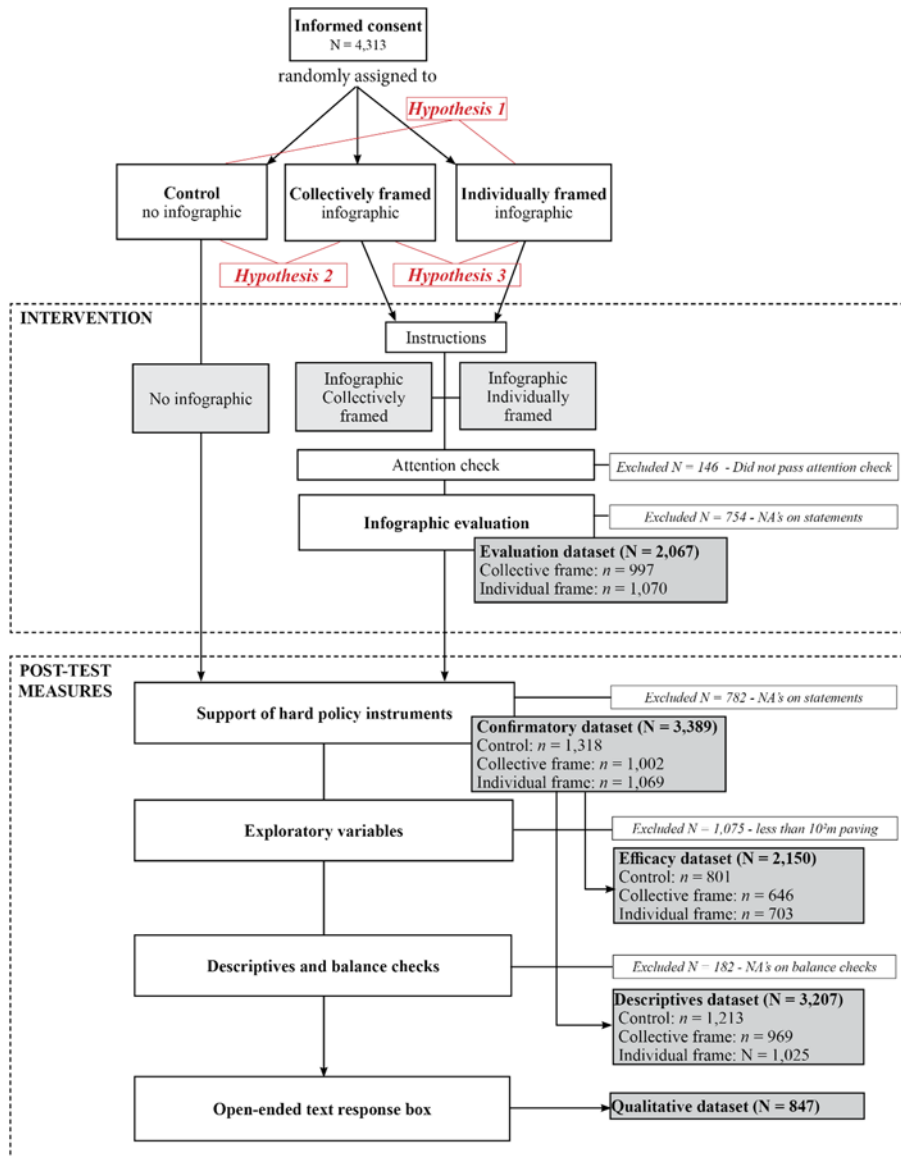 Informed consent
N = 4,313
randomly assigned to
Hypothesis 1
Control
no infographic
Collectively framed
infographic
Individually framed
infographic
Hypothesis 2
Hypothesis 3
INTERVENTION
Instructions
No infographic
Infographic
Collectively
framed
Infographic
Individually
framed
Attention check
Excluded N = 146 - Did not pass attention check
Infographic evaluation
Excluded N = 754 - NA's on statements
Evaluation dataset (N = 2,067)
Collective frame: n = 997
Individual frame: n = 1,070
POST-TEST
MEASURES
Support of hard policy instruments
Excluded N = 782 - NA's on statements
Confirmatory dataset (N = 3,389)
Control: n = 1,318
Collective frame: n = 1,002
Individual frame: n = 1,069
Exploratory variables
Excluded N = 1,075 - less than 10²m paving
Efficacy dataset (N = 2,150)
Control: n = 801
Collective frame: n = 646
Individual frame: n = 703
Descriptives and balance checks
Excluded N = 182 - NA's on balance checks
Descriptives dataset (N = 3,207)
Control: n = 1,213
Collective frame: n = 969
Individual frame: N = 1,025
Open-ended text response box
Qualitative dataset (N = 847)